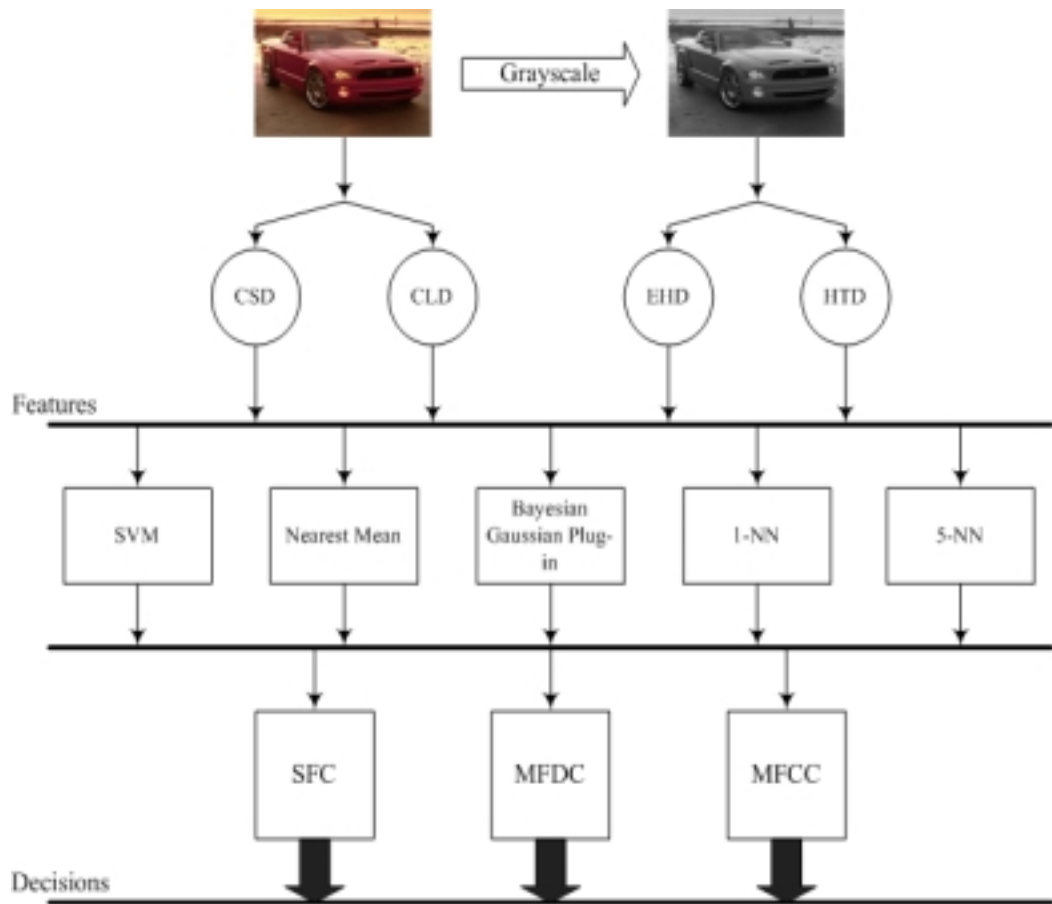 Grayscale
CSD
CLD
EHD
HTD
Features
SVM
Nearest Mean
Bayesian
Gaussian Plug-
in
1-NN
5-NN
SFC
MFDC
MFCC
Decisions